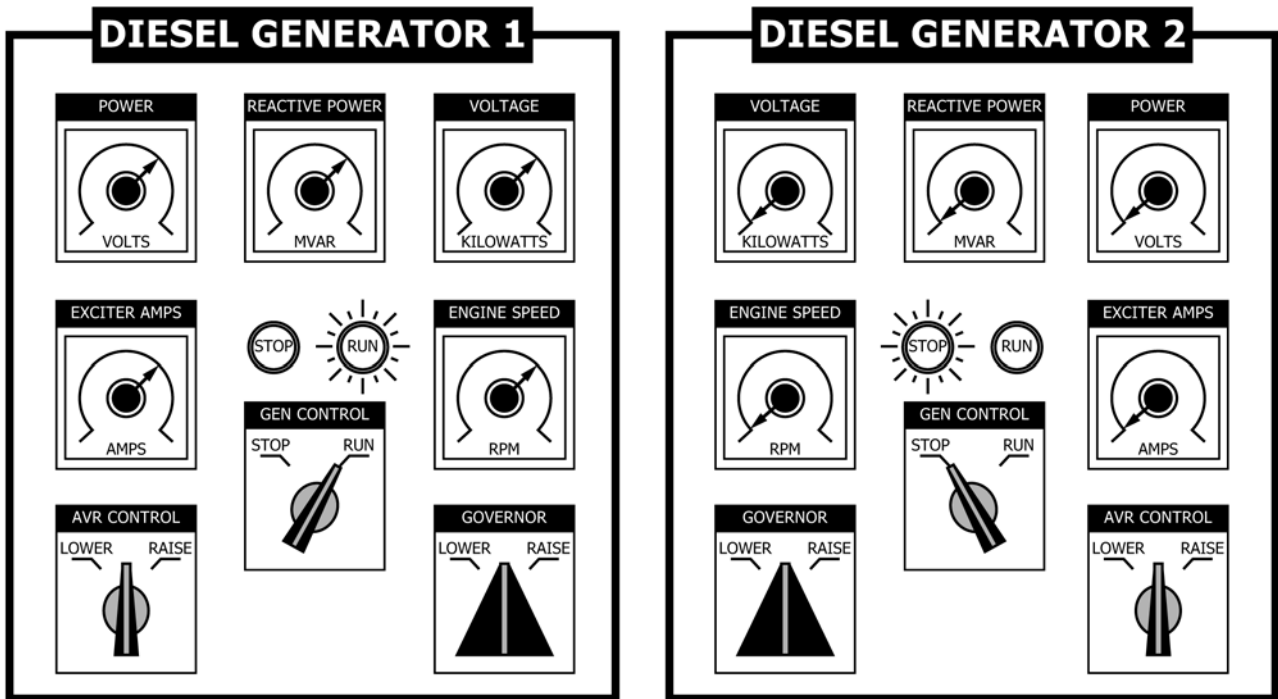 DIESEL GENERATOR 1
POWER
VOLTS
REACTIVE POWER
MVAR
VOLTAGE
KILOWATTS
EXCITER AMPS
AMPS
STOP
RUN
ENGINE SPEED
RPM
GEN CONTROL
STOP
RUN
AVR CONTROL
LOWER
RAISE
GOVERNOR
LOWER
RAISE
DIESEL GENERATOR 2
VOLTAGE
KILOWATTS
REACTIVE POWER
MVAR
POWER
VOLTS
ENGINE SPEED
RPM
STOP
RUN
EXCITER AMPS
AMPS
GEN CONTROL
STOP
RUN
GOVERNOR
LOWER
RAISE
AVR CONTROL
LOWER
RAISE